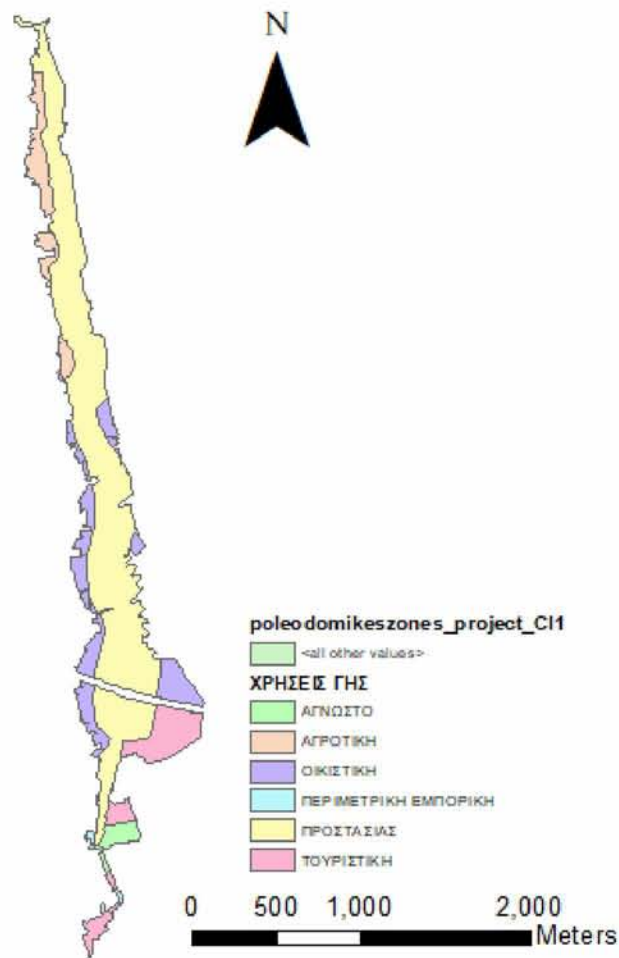 N
poleodomikeszones_project_Cl1
<all other values>
ΧΡΗΣΕΙΣ ΓΗΣ
ΑΓΝΩΣΤΟ
ΑΓΡΟΤΙΚΗ
ΟΙΚΙΣΤΙΚΗ
ΠΕΡΙΜΕΤΡΙΚΗ ΕΜΠΟΡΙΚΗ
ΠΡΟΣΤΑΣΙΑΣ
ΤΟΥΡΙΣΤΙΚΗ
0 500 1,000 2,000
Meters